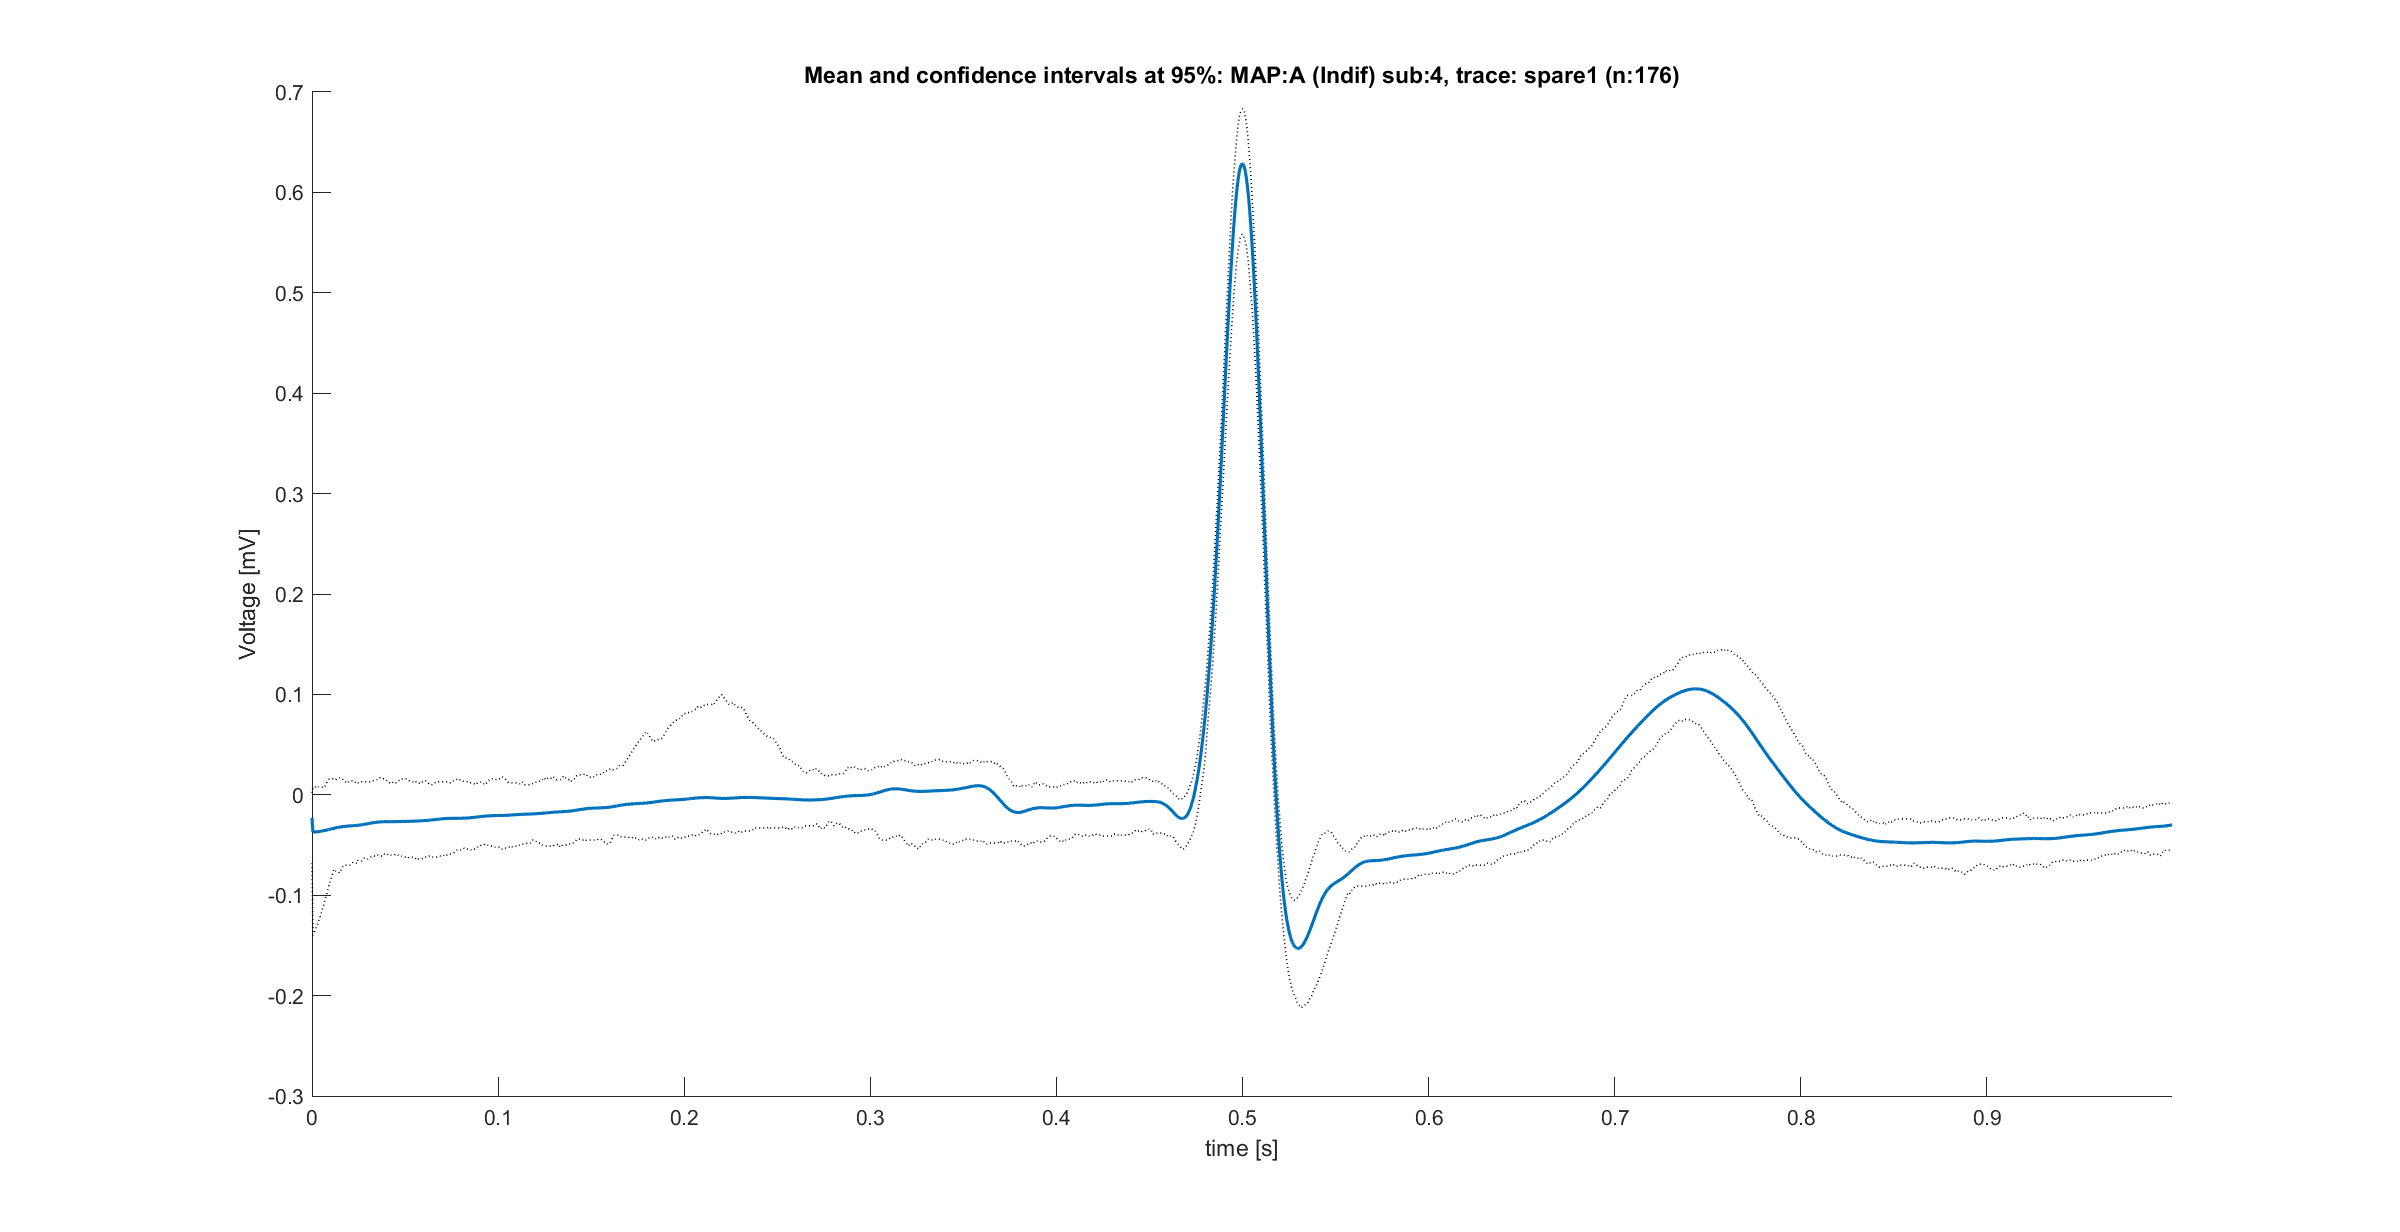 Mean and confidence intervals at 95%: MAP:A (Indif) sub:4, trace: spare1 (n:176)
0.7
0.6
0.5
0.4
0.3
0.2
0.1
0
-0.1
-0.2
-0.3
Voltage [mV]
0 0.1 0.2 0.3 0.4 0.5 0.6 0.7 0.8 0.9
time [s]